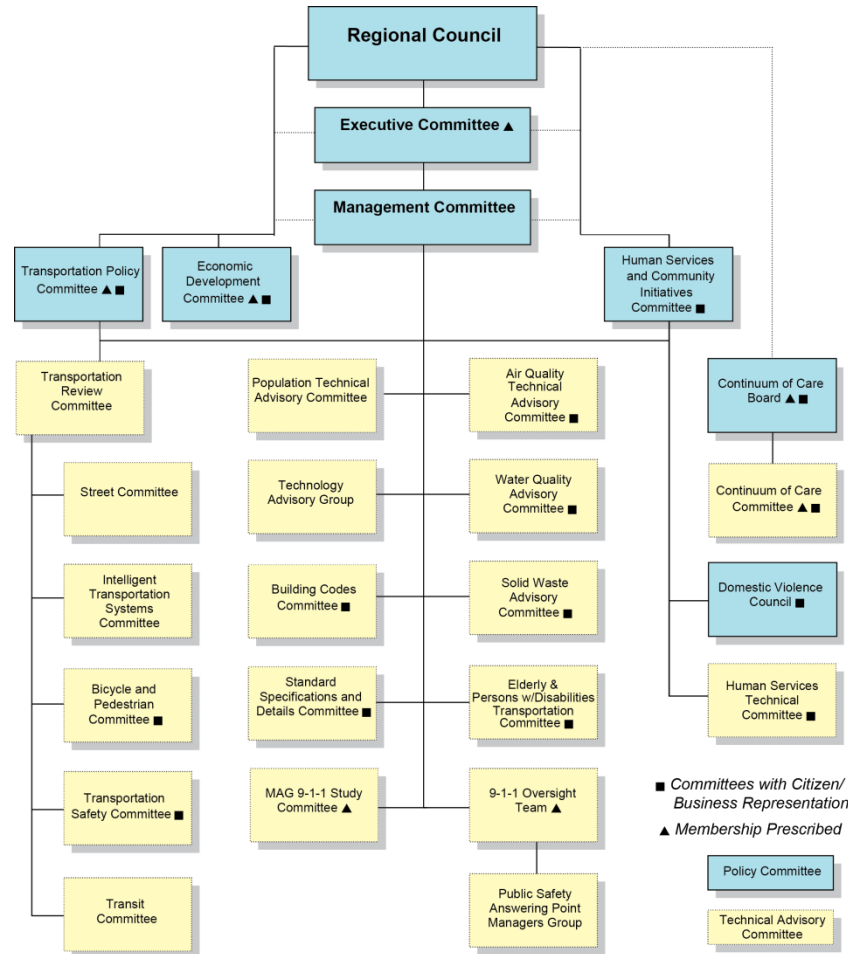 Regional Council
Executive Committee ▲
Management Committee
Transportation Policy
Committee ▲ ■
Economic
Development
Committee ▲ ■
Human Services
and Community
Initiatives
Committee ■
Transportation
Review
Committee
Population Technical
Advisory Committee
Air Quality
Technical
Advisory
Committee ■
Continuum of Care
Board ▲ ■
Street Committee
Technology
Advisory Group
Water Quality
Advisory
Committee ■
Continuum of Care
Committee ▲ ■
Intelligent
Transportation
Systems
Committee
Building Codes
Committee ■
Solid Waste
Advisory
Committee ■
Domestic Violence
Council ■
Bicycle and
Pedestrian
Committee ■
Standard
Specifications and
Details Committee ■
Elderly &
Persons w/Disabilities
Transportation
Committee ■
Human Services
Technical
Committee ■
Transportation
Safety Committee ■
MAG 9-1-1 Study
Committee ▲
9-1-1 Oversight
Team ▲
■ Committees with Citizen/
Business Representation
▲ Membership Prescribed
Transit
Committee
Public Safety
Answering Point
Managers Group
Policy Committee
Technical Advisory
Committee